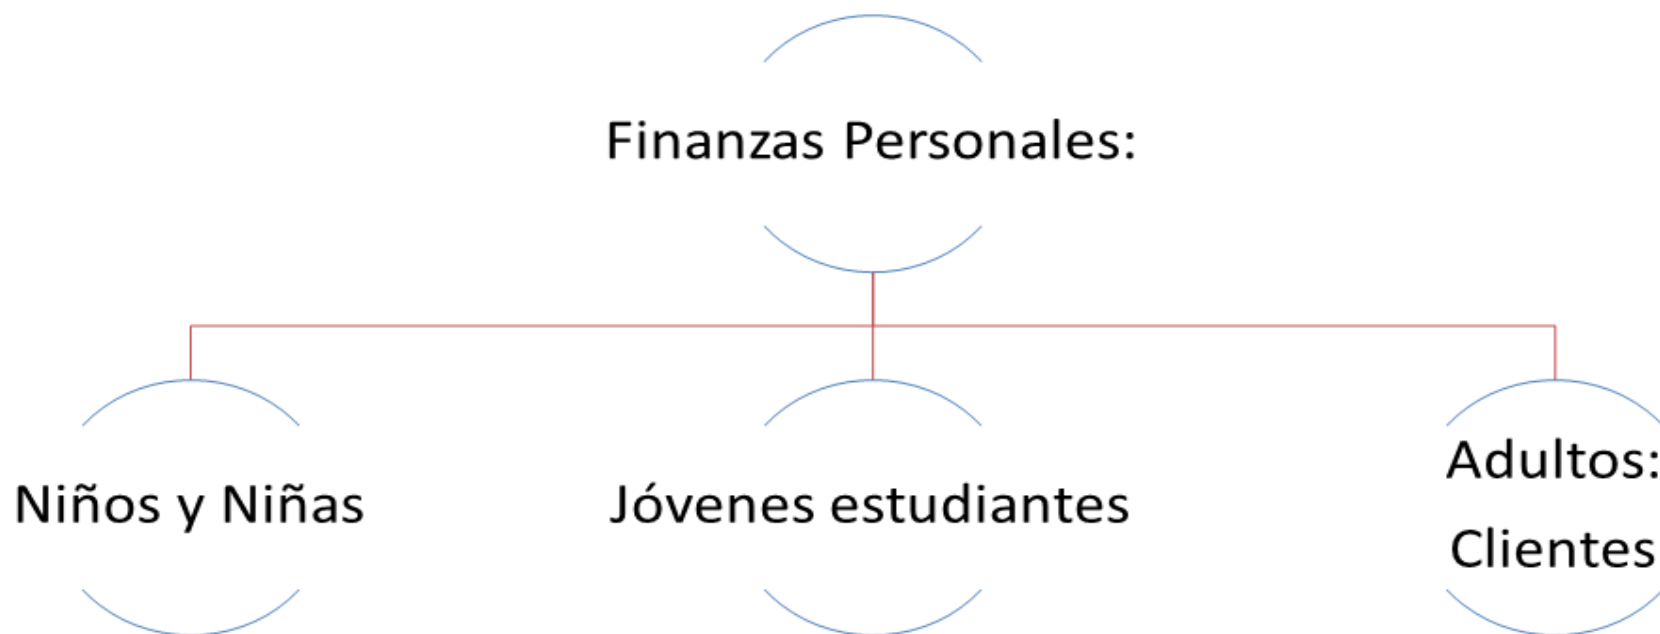 Finanzas Personales:
Niños y Niñas
Jóvenes estudiantes
Adultos:
Clientes